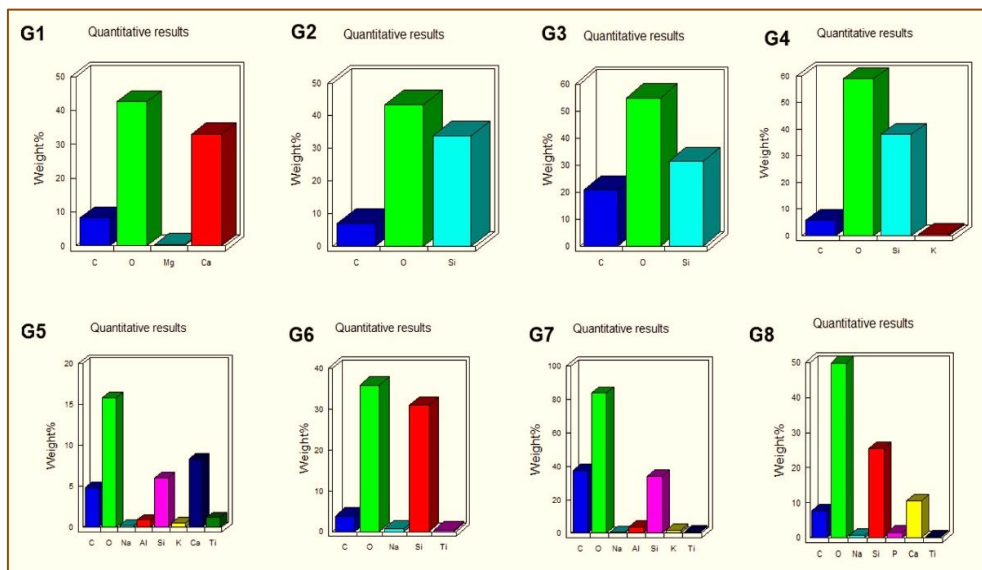 G1 Quantitative results
Weight%
50
40
30
20
10
0
C O Mg Ca
G2 Quantitative results
Weight%
50
40
30
20
10
0
C O Si
G3 Quantitative results
Weight%
60
50
40
30
20
10
0
C O Si
G4 Quantitative results
Weight%
60
50
40
30
20
10
0
C O Si K
G5 Quantitative results
Weight%
20
15
10
5
0
C O Na Al Si K Ca Ti
G6 Quantitative results
Weight%
40
30
20
10
0
C O Na Si Ti
G7 Quantitative results
Weight%
100
80
60
40
20
0
C O Na Al Si K Ti
G8 Quantitative results
Weight%
50
40
30
20
10
0
C O Na Si P Ca Ti